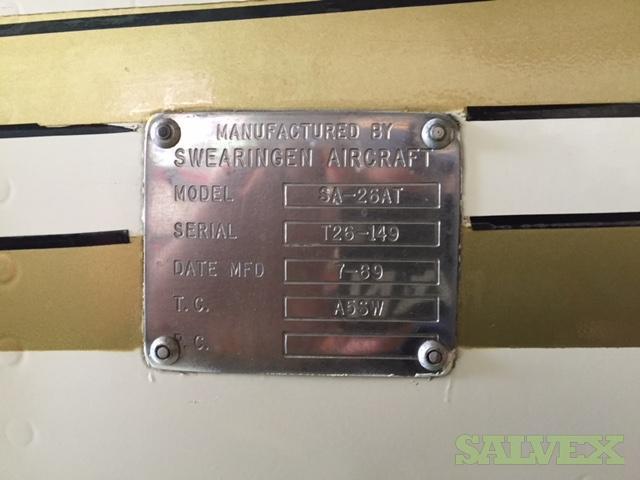 MANUFACTURED BY
SWEARINGEN AIRCRAFT
MODEL SA-26AT
SERIAL T26-149
DATE MFD 7-69
T.C. A5SW
P.C.
SALVEX